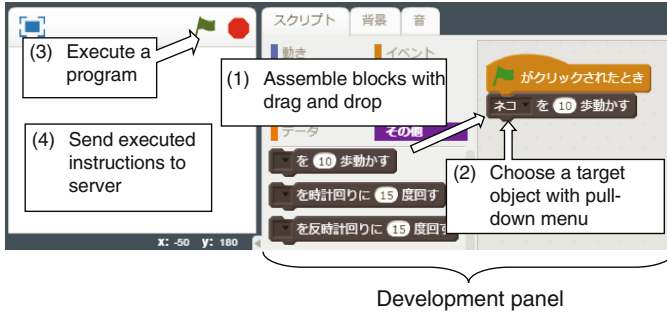 スクリプト 背景 音
動き イベント
(3) Execute a
program
(1) Assemble blocks with
drag and drop
がクリックされたとき
ネコ を 10 歩動かす
(4) Send executed
instructions to
server
データ その他
を 10 歩動かす
(2) Choose a target
object with pull-
down menu
を時計回りに 15 度回す
を反時計回りに 15 度回す
x: -50 y: 180
Development panel